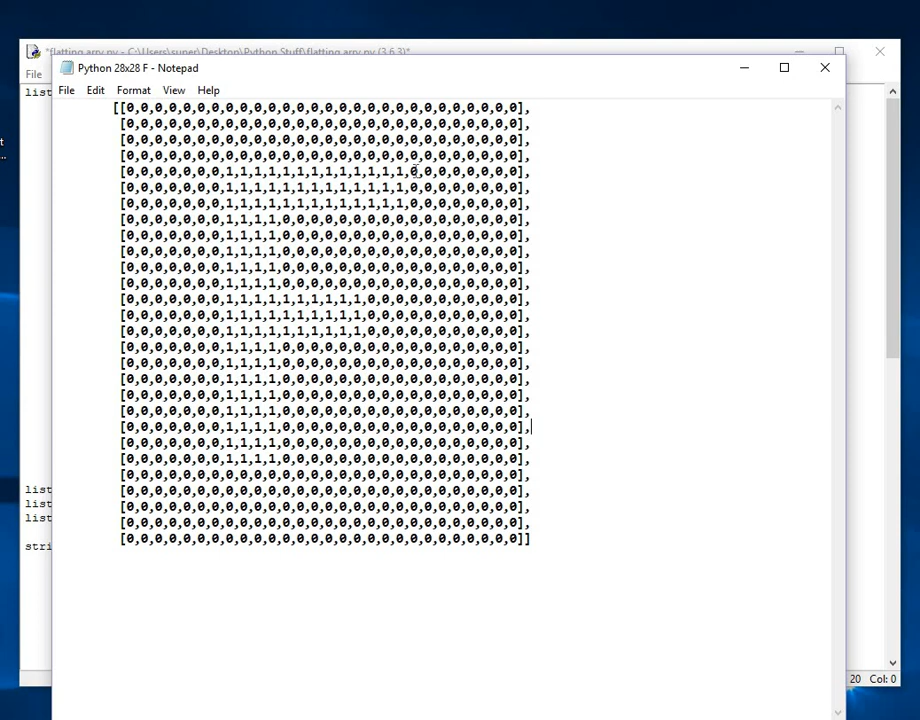 *flatting arry.py - C:\Users\super\Desktop\Python Stuff\flatting arry.py (3.6.3)*
File
Python 28x28 F - Notepad
File Edit Format View Help
list
[[0,0,0,0,0,0,0,0,0,0,0,0,0,0,0,0,0,0,0,0,0,0,0,0,0,0,0,0],
[0,0,0,0,0,0,0,0,0,0,0,0,0,0,0,0,0,0,0,0,0,0,0,0,0,0,0,0],
[0,0,0,0,0,0,0,0,0,0,0,0,0,0,0,0,0,0,0,0,0,0,0,0,0,0,0,0],
[0,0,0,0,0,0,0,0,0,0,0,0,0,0,0,0,0,0,0,0,0,0,0,0,0,0,0,0],
[0,0,0,0,0,0,0,1,1,1,1,1,1,1,1,1,1,1,1,1,0,0,0,0,0,0,0,0],
[0,0,0,0,0,0,0,1,1,1,1,1,1,1,1,1,1,1,1,1,0,0,0,0,0,0,0,0],
[0,0,0,0,0,0,0,1,1,1,1,1,1,1,1,1,1,1,1,1,0,0,0,0,0,0,0,0],
[0,0,0,0,0,0,0,1,1,1,1,0,0,0,0,0,0,0,0,0,0,0,0,0,0,0,0,0],
[0,0,0,0,0,0,0,1,1,1,1,0,0,0,0,0,0,0,0,0,0,0,0,0,0,0,0,0],
[0,0,0,0,0,0,0,1,1,1,1,0,0,0,0,0,0,0,0,0,0,0,0,0,0,0,0,0],
[0,0,0,0,0,0,0,1,1,1,1,0,0,0,0,0,0,0,0,0,0,0,0,0,0,0,0,0],
[0,0,0,0,0,0,0,1,1,1,1,0,0,0,0,0,0,0,0,0,0,0,0,0,0,0,0,0],
[0,0,0,0,0,0,0,1,1,1,1,1,1,1,1,1,1,0,0,0,0,0,0,0,0,0,0,0],
[0,0,0,0,0,0,0,1,1,1,1,1,1,1,1,1,1,0,0,0,0,0,0,0,0,0,0,0],
[0,0,0,0,0,0,0,1,1,1,1,1,1,1,1,1,1,0,0,0,0,0,0,0,0,0,0,0],
[0,0,0,0,0,0,0,1,1,1,1,0,0,0,0,0,0,0,0,0,0,0,0,0,0,0,0,0],
[0,0,0,0,0,0,0,1,1,1,1,0,0,0,0,0,0,0,0,0,0,0,0,0,0,0,0,0],
[0,0,0,0,0,0,0,1,1,1,1,0,0,0,0,0,0,0,0,0,0,0,0,0,0,0,0,0],
[0,0,0,0,0,0,0,1,1,1,1,0,0,0,0,0,0,0,0,0,0,0,0,0,0,0,0,0],
[0,0,0,0,0,0,0,1,1,1,1,0,0,0,0,0,0,0,0,0,0,0,0,0,0,0,0,0],
[0,0,0,0,0,0,0,1,1,1,1,0,0,0,0,0,0,0,0,0,0,0,0,0,0,0,0,0],
[0,0,0,0,0,0,0,1,1,1,1,0,0,0,0,0,0,0,0,0,0,0,0,0,0,0,0,0],
[0,0,0,0,0,0,0,1,1,1,1,0,0,0,0,0,0,0,0,0,0,0,0,0,0,0,0,0],
[0,0,0,0,0,0,0,0,0,0,0,0,0,0,0,0,0,0,0,0,0,0,0,0,0,0,0,0],
[0,0,0,0,0,0,0,0,0,0,0,0,0,0,0,0,0,0,0,0,0,0,0,0,0,0,0,0],
[0,0,0,0,0,0,0,0,0,0,0,0,0,0,0,0,0,0,0,0,0,0,0,0,0,0,0,0],
[0,0,0,0,0,0,0,0,0,0,0,0,0,0,0,0,0,0,0,0,0,0,0,0,0,0,0,0],
[0,0,0,0,0,0,0,0,0,0,0,0,0,0,0,0,0,0,0,0,0,0,0,0,0,0,0,0]]
list
list
list
stri
20 Col: 0